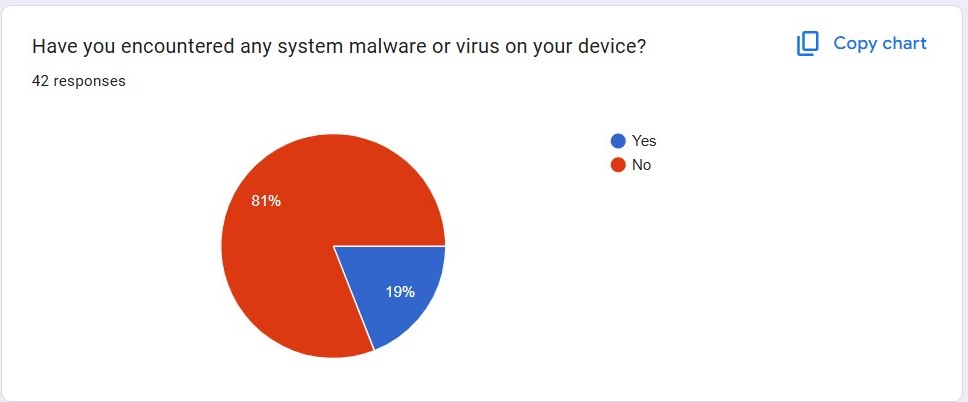 Have you encountered any system malware or virus on your device?
Copy chart
42 responses
Yes
No
81%
19%